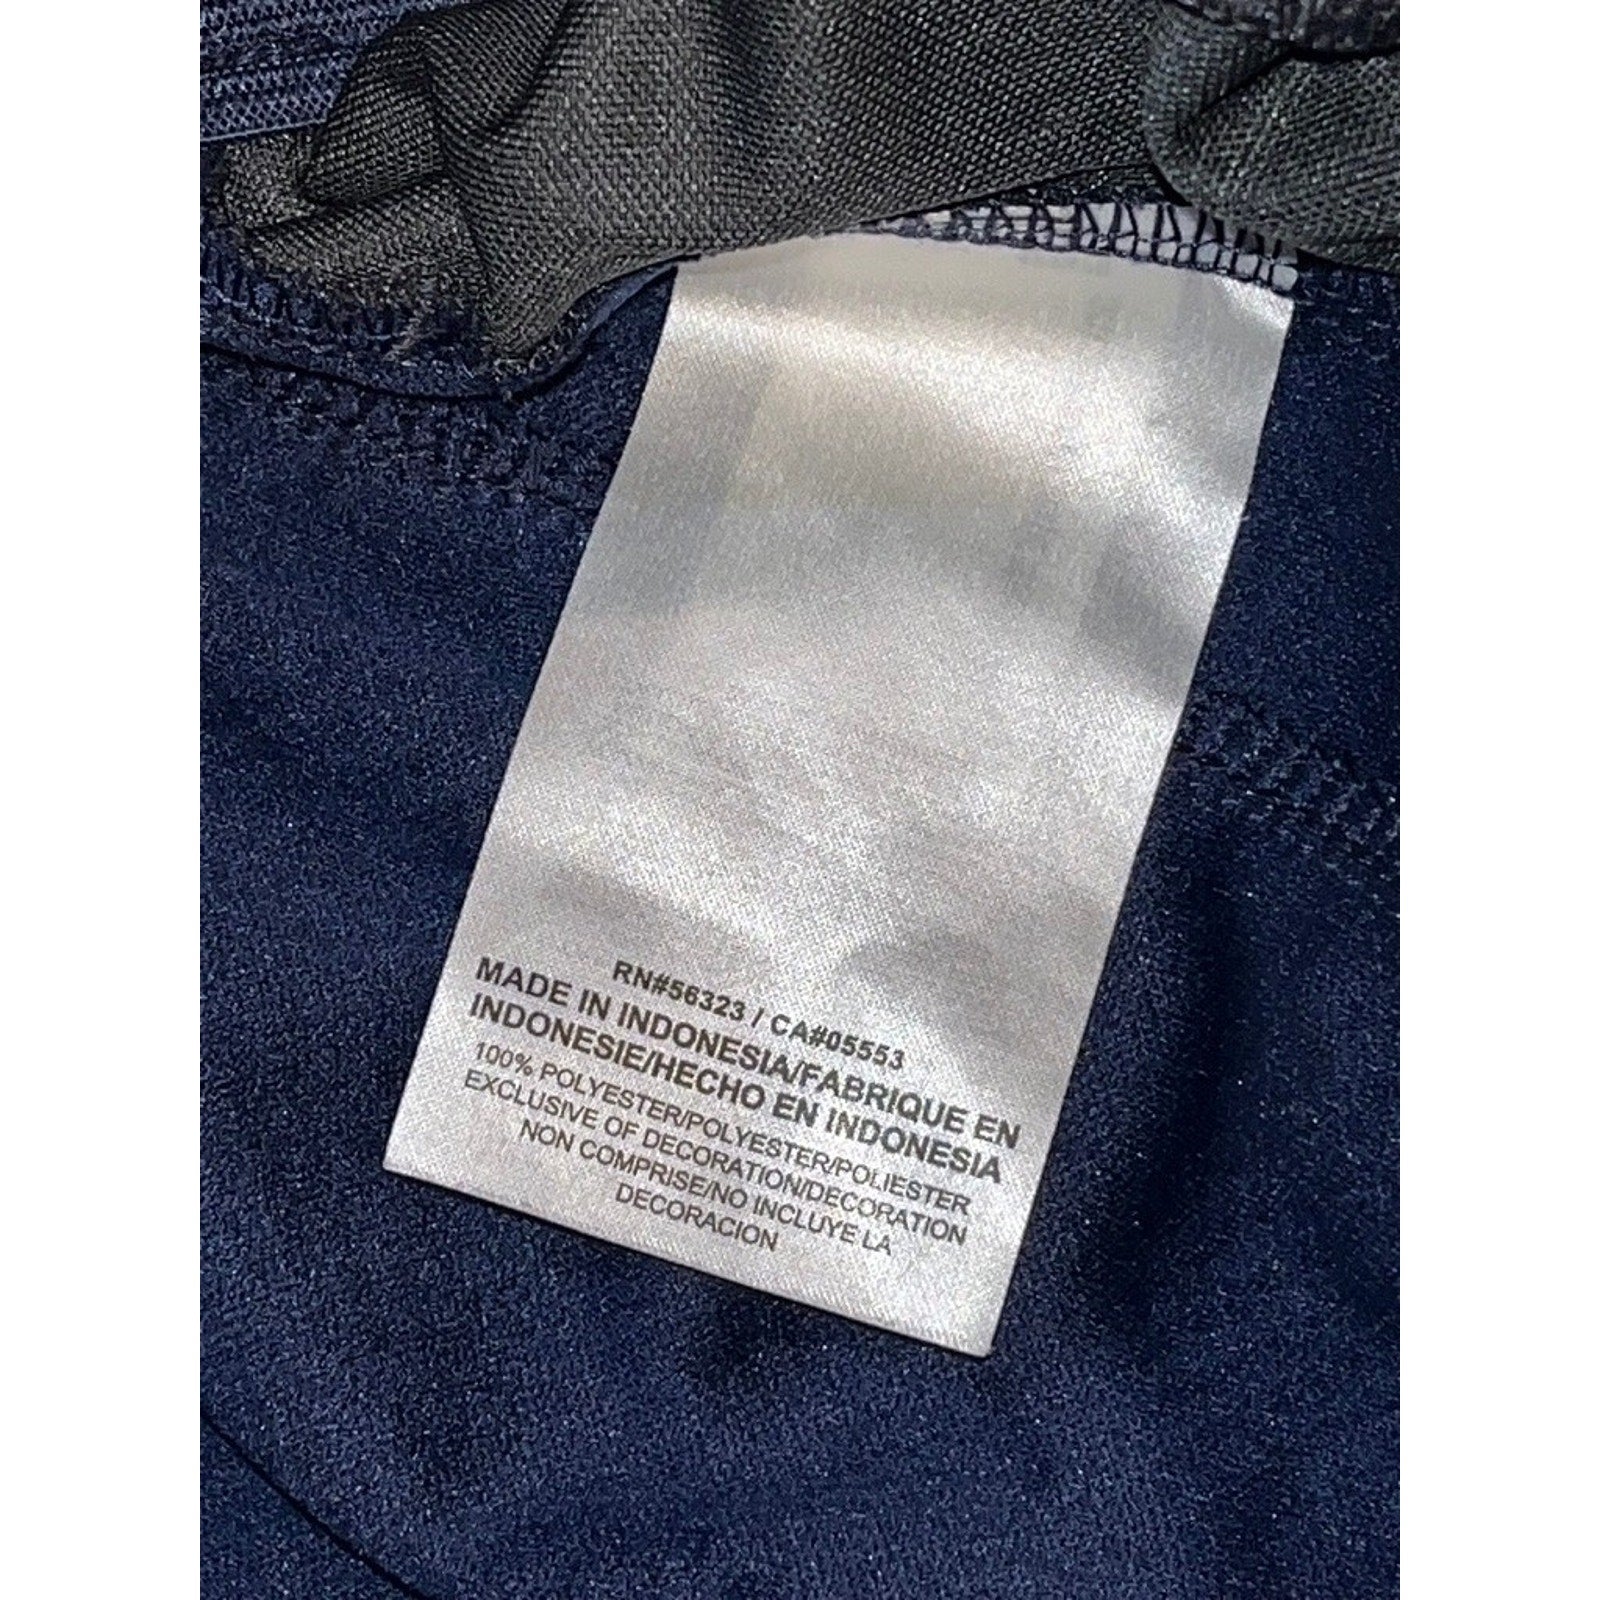 RN#56323 / CA#05553
MADE IN INDONESIA/FABRIQUE EN
INDONESIE/HECHO EN INDONESIA
100% POLYESTER/POLYESTER/POLIESTER
EXCLUSIVE OF DECORATION/DECORATION
NON COMPRISE/NO INCLUYE LA
DECORACION